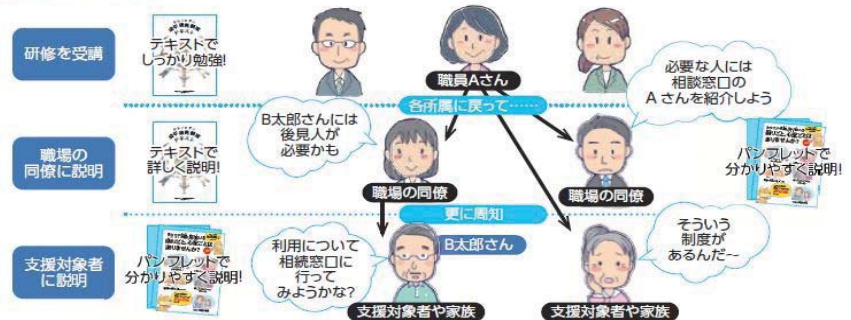 研修を受講
テキストで
しっかり勉強!
職員Aさん
必要な人には
相談窓口の
Aさんを紹介しよう
各所属に戻って……
職場の
同僚に説明
テキストで
詳しく説明!
B太郎さんには
後見人が
必要かも
職場の同僚
職場の同僚
パンフレットで
分かりやすく説明!
更に周知
支援対象者
に説明
パンフレットで
分かりやすく説明!
利用について
相続窓口に
行って
みようかな?
B太郎さん
そういう
制度が
あるんだ~
支援対象者や家族
支援対象者や家族